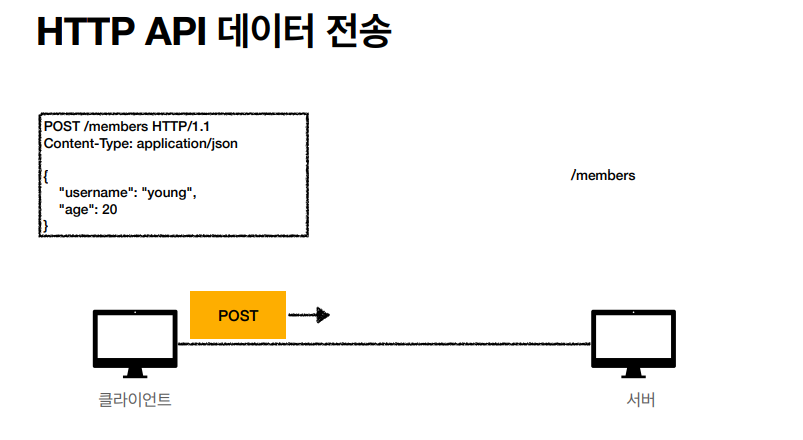 HTTP API 데이터 전송
POST /members HTTP/1.1
Content-Type: application/json
{
"username": "young",
"age": 20
}
/members
POST
클라이언트
서버